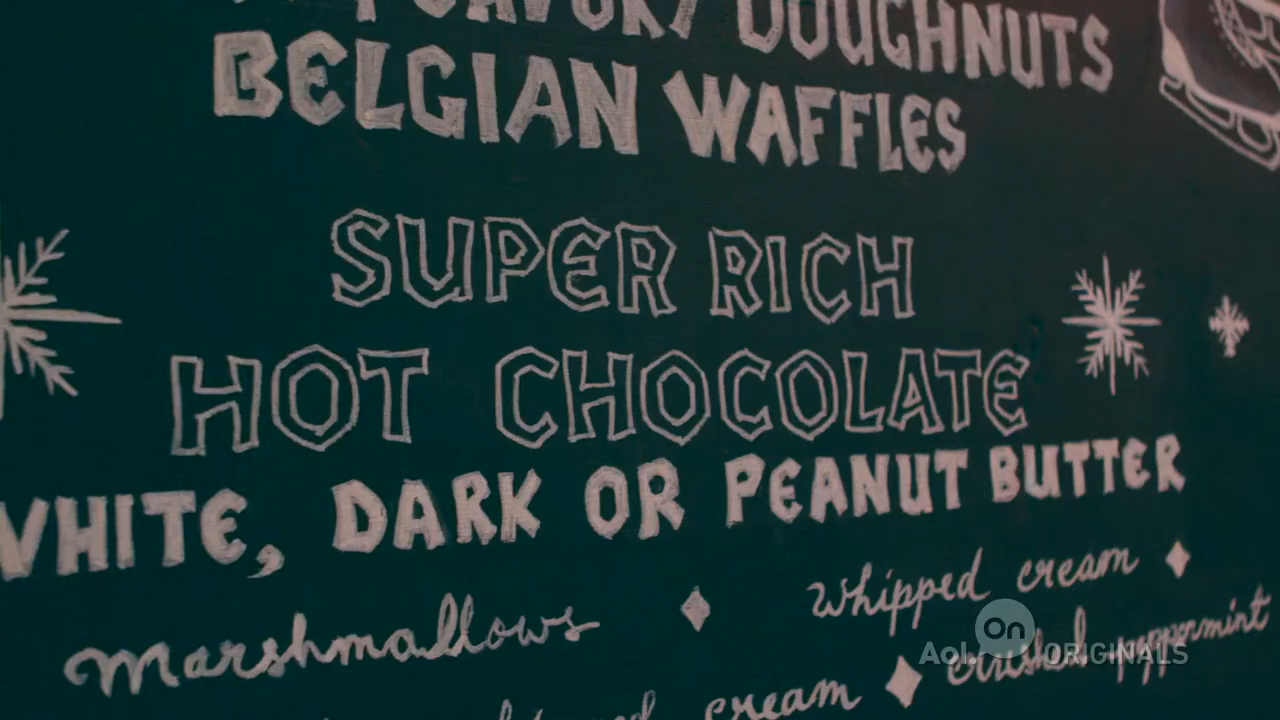 DOUGHNUTS
BELGIAN WAFFLES
SUPER RICH
HOT CHOCOLATE
WHITE, DARK OR PEANUT BUTTER
Marshmallows Whipped cream
cream crushed peppermint
Aol. On ORIGINALS